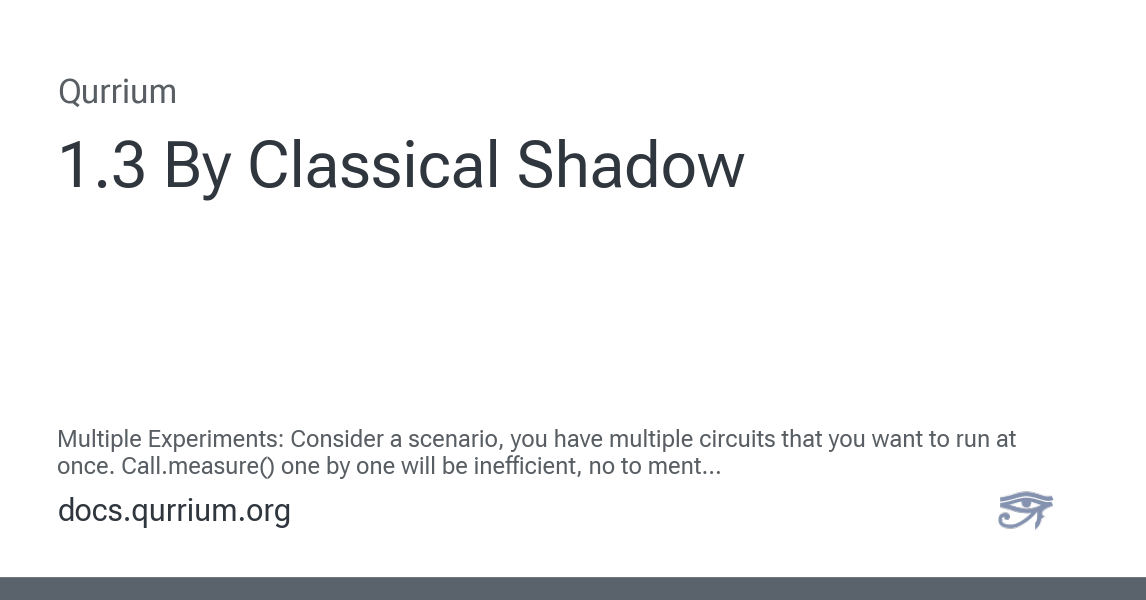 Qurrium
1.3 By Classical Shadow
Multiple Experiments: Consider a scenario, you have multiple circuits that you want to run at
once. Call.measure() one by one will be inefficient, no to ment...
docs.qurrium.org